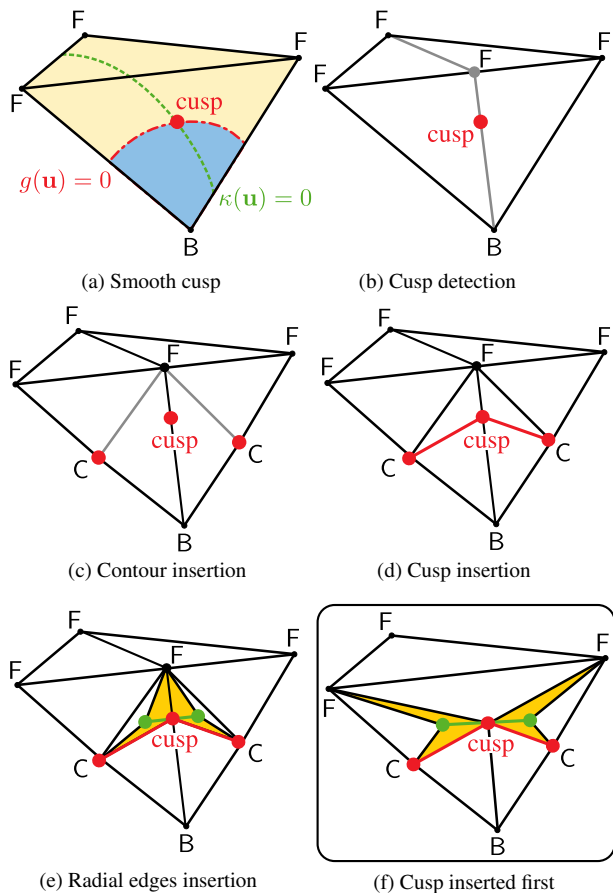 F
F
F
cusp
g(u) = 0
κ(u) = 0
B
(a) Smooth cusp
F
F
F
F
cusp
B
(b) Cusp detection
F
F
F
F
cusp
C
C
B
(c) Contour insertion
F
F
F
F
cusp
C
C
B
(d) Cusp insertion
F
F
F
F
cusp
C
C
B
(e) Radial edges insertion
F
F
F
cusp
C
C
B
(f) Cusp inserted first